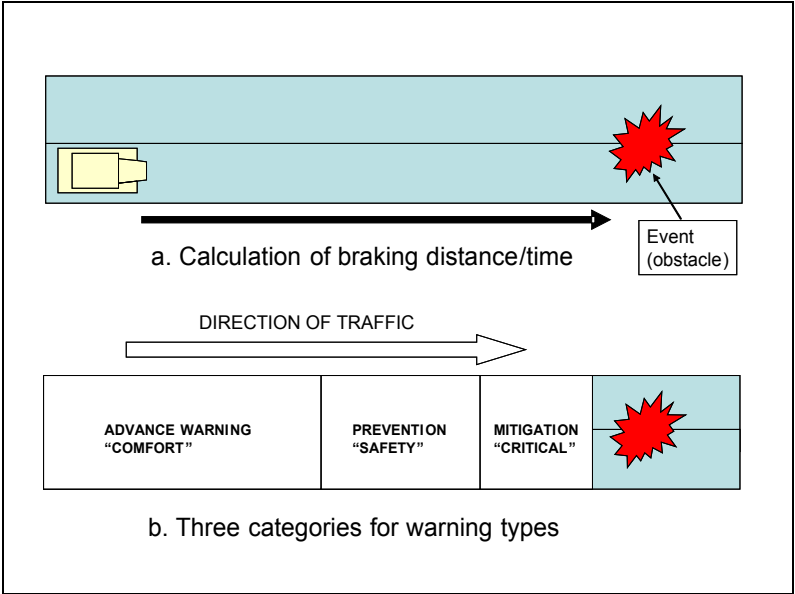 Event
(obstacle)
a. Calculation of braking distance/time
DIRECTION OF TRAFFIC
ADVANCE WARNING
“COMFORT”
PREVENTION
“SAFETY”
MITIGATION
“CRITICAL”
b. Three categories for warning types